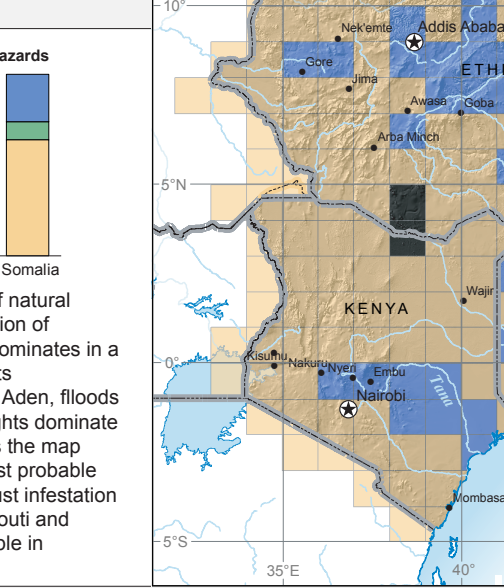 azards
Somalia
f natural
ion of
ominates in a
ts
Aden, flloods
ghts dominate
s the map
st probable
ust infestation
outi and
ole in
10°
Nek'emte
Addis Ababa
Gore
ETHI
Jima
Awasa
Goba
Arba Minch
5°N
Wajir
KENYA
0°
Kisumu
Nakuru
Nyeri
Embu
Tana
Nairobi
Mombasa
5°S
35°E
40°